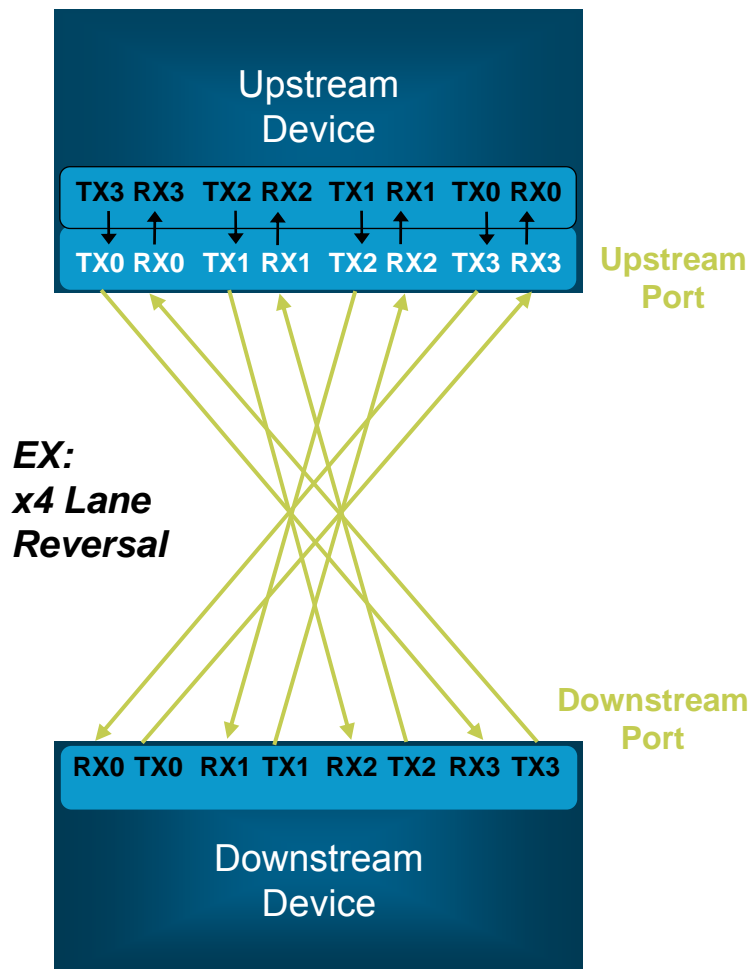 Upstream
Device
TX3 RX3 TX2 RX2 TX1 RX1 TX0 RX0
TX0 RX0 TX1 RX1 TX2 RX2 TX3 RX3
Upstream
Port
EX:
x4 Lane
Reversal
Downstream
Port
RX0 TX0 RX1 TX1 RX2 TX2 RX3 TX3
Downstream
Device